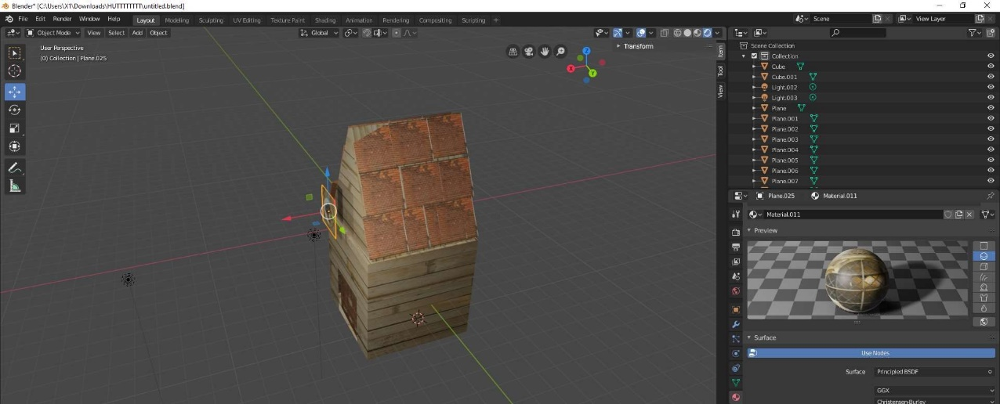 Blender* [C:\Users\X1\Downloads\HUTTTTTTTT\untitled.blend]
File Edit Render Window Help Layout Modeling Sculpting UV Editing Texture Paint Shading Animation Rendering Compositing Scripting + Scene View Layer
Object Mode View Select Add Object Global
User Perspective
(0) Collection | Plane.025
Transform
Item
Tool
View
X
Y
Z
Scene Collection
Collection
Cube
Cube.001
Light.002
Light.003
Plane
Plane.001
Plane.002
Plane.003
Plane.004
Plane.005
Plane.006
Plane.007
Plane.025 Material.011
Material.011
Preview
Surface
Use Nodes
Surface Principled BSDF
GGX
Christensen-Burley